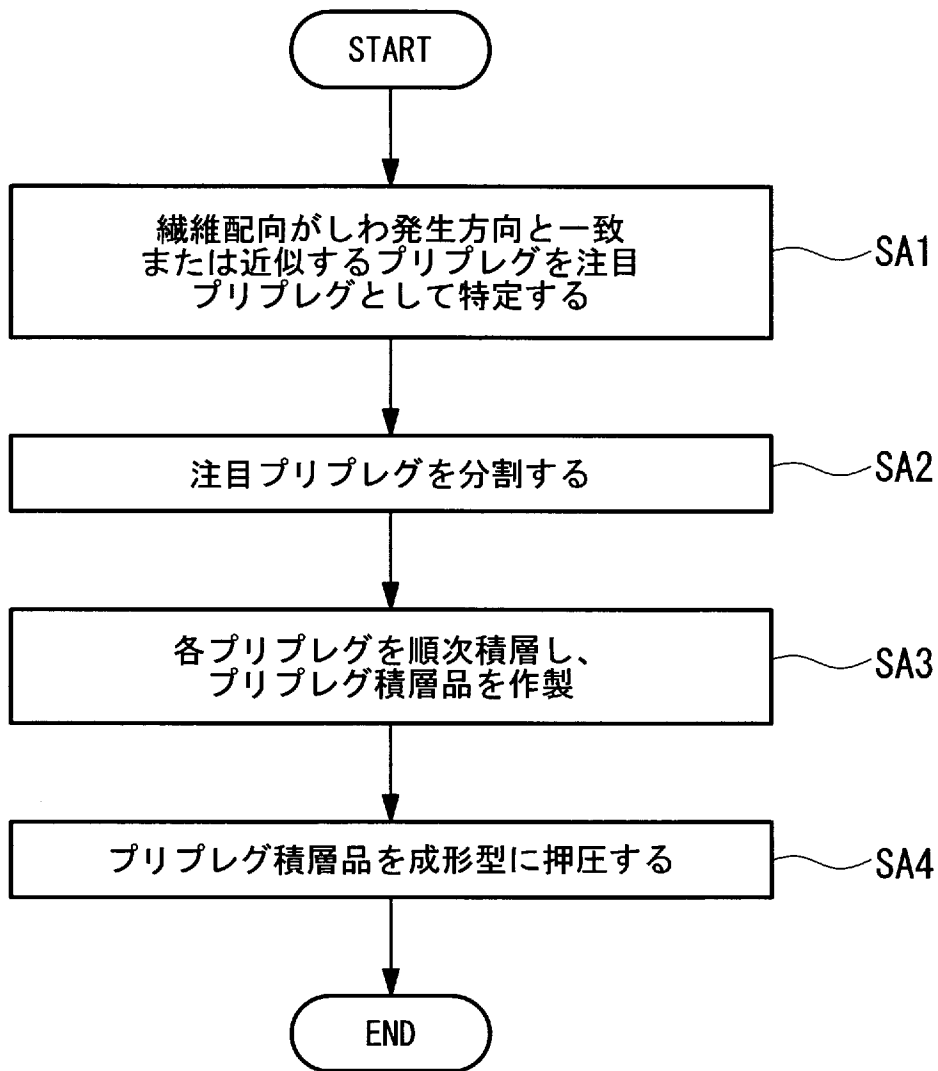 START
繊維配向がしわ発生方向と一致
または近似するプリプレグを注目
プリプレグとして特定する
SA1
注目プリプレグを分割する
SA2
各プリプレグを順次積層し、
プリプレグ積層品を作製
SA3
プリプレグ積層品を成形型に押圧する
SA4
END